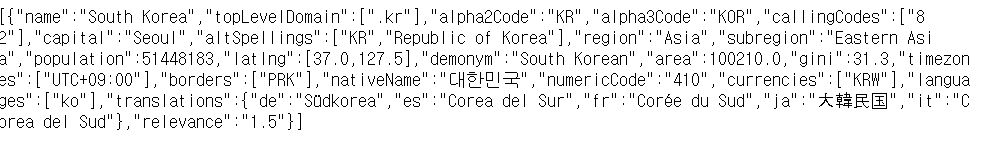 [{"name":"South Korea","topLevelDomain":[".kr"],"alpha2Code":"KR","alpha3Code":"KOR","callingCodes":["8
2"],"capital":"Seoul","altSpellings":["KR","Republic of Korea"],"region":"Asia","subregion":"Eastern Asi
a","population":51448183,"latlng":[37.0,127.5],"demonym":"South Korean","area":100210.0,"gini":31.3,"timezon
es":["UTC+09:00"],"borders":["PRK"],"nativeName":"대한민국","numericCode":"410","currencies":["KRW"],"langua
ges":["ko"],"translations":{"de":"Südkorea","es":"Corea del Sur","fr":"Corée du Sud","ja":"大韓民国","it":"C
orea del Sud"},"relevance":"1.5"}]